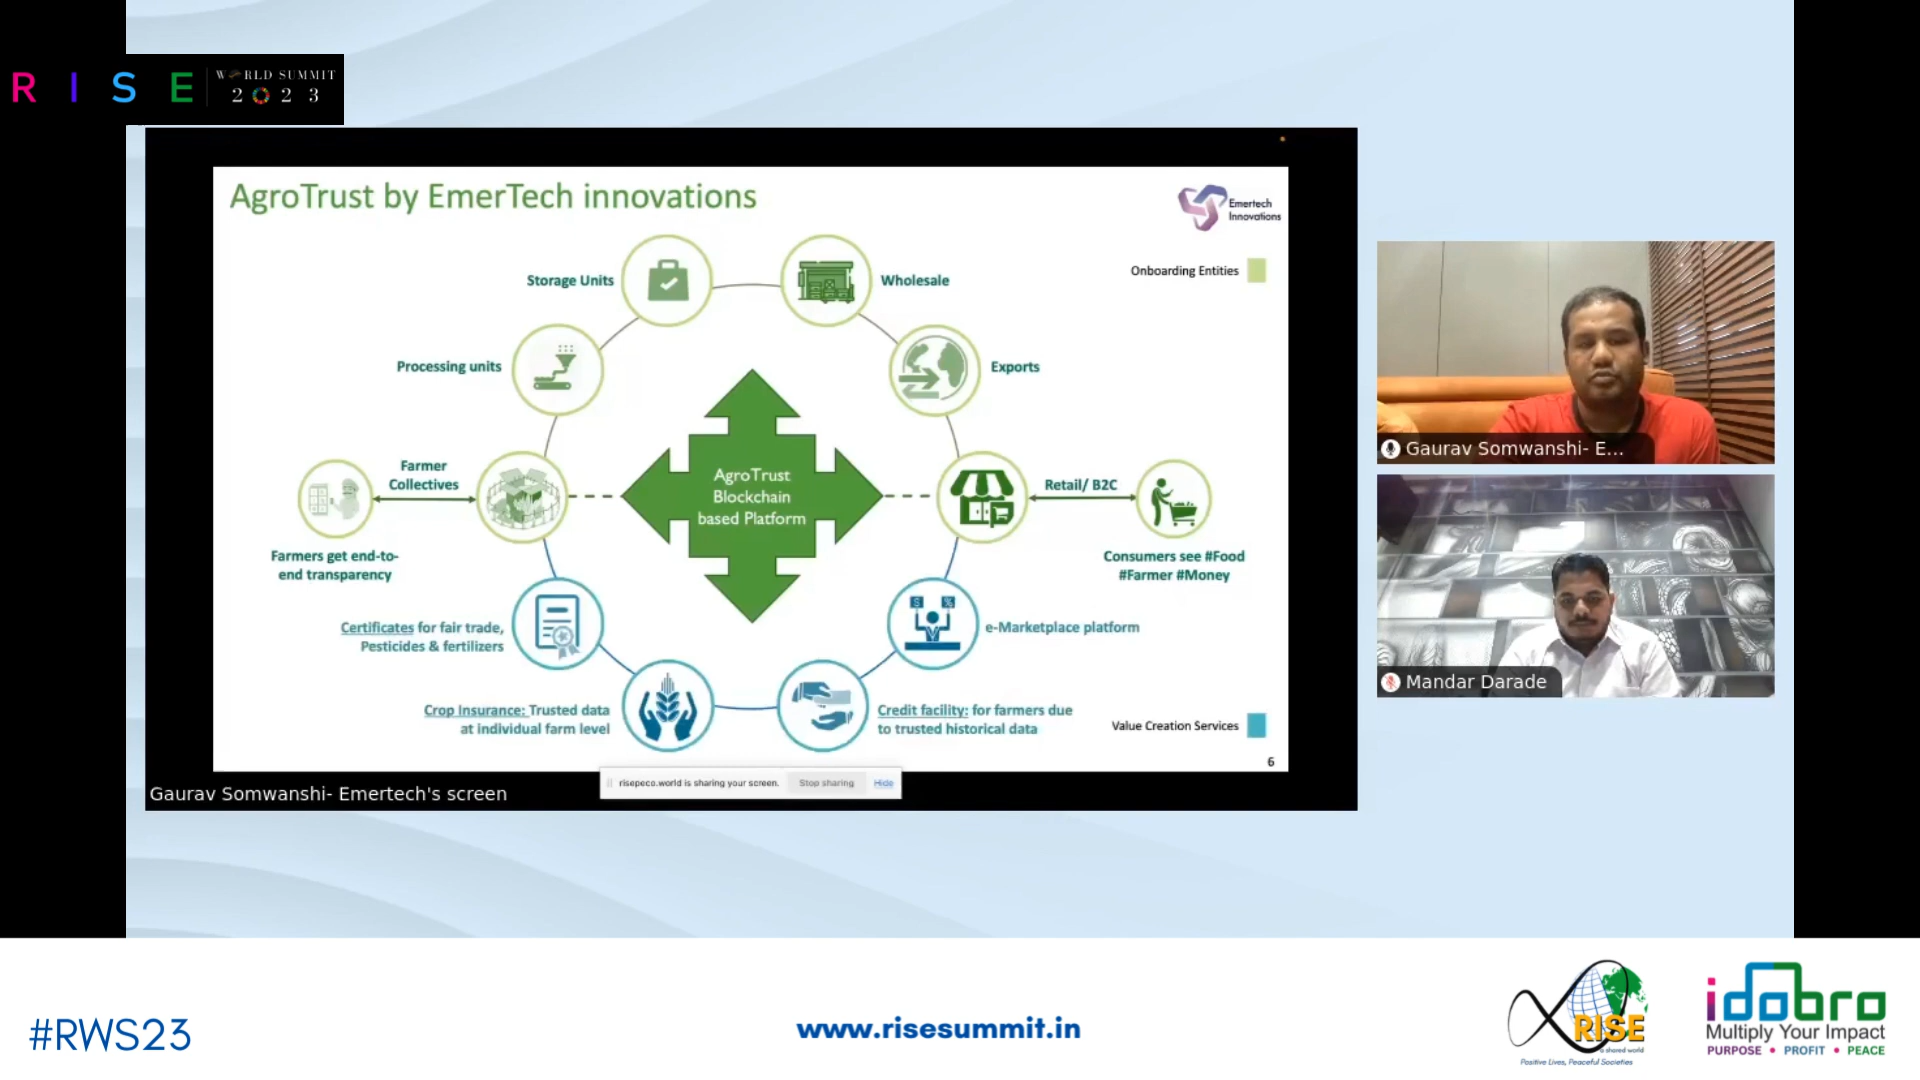 RISE
WORLD SUMMIT
2023
AgroTrust by EmerTech innovations
Emertech
Innovations
Onboarding Entities
Storage Units
Wholesale
Processing units
Exports
Farmer
Collectives
AgroTrust
Blockchain
based Platform
Retail/ B2C
Farmers get end-to-
end transparency
Consumers see #Food
#Farmer #Money
Certificates for fair trade,
Pesticides & fertilizers
$ %
e-Marketplace platform
Crop Insurance: Trusted data
at individual farm level
Credit facility: for farmers due
to trusted historical data
Value Creation Services
6
risepeco.world is sharing your screen. Stop sharing Hide
Gaurav Somwanshi- Emertech's screen
Gaurav Somwanshi- E...
Mandar Darade
#RWS23
www.risesummit.in
RISE
a shared world
Positive Lives, Peaceful Societies
idobro
Multiply Your Impact
PURPOSE • PROFIT • PEACE